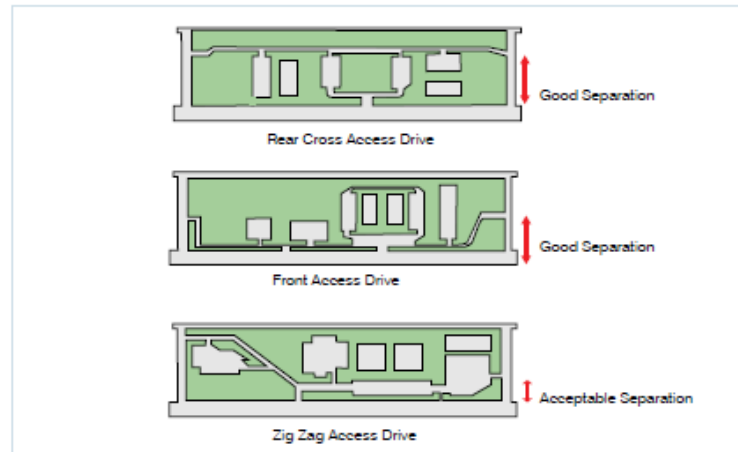 Good Separation
Rear Cross Access Drive
Good Separation
Front Access Drive
Acceptable Separation
Zig Zag Access Drive